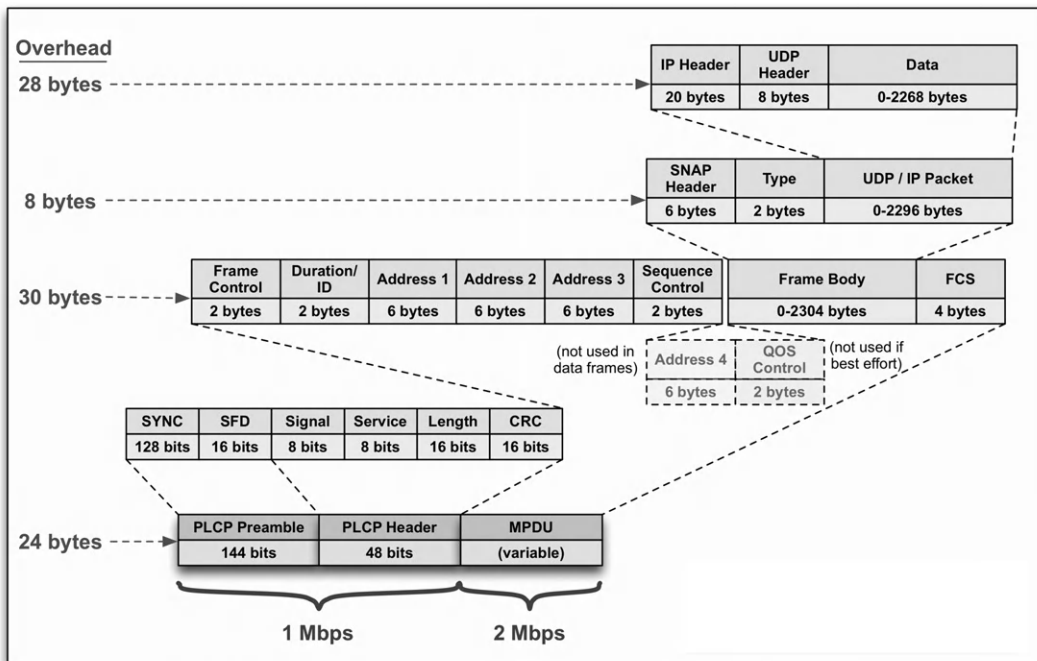 Overhead
28 bytes
IP Header
UDP
Header
Data
20 bytes
8 bytes
0-2268 bytes
8 bytes
SNAP
Header
Type
UDP / IP Packet
6 bytes
2 bytes
0-2296 bytes
30 bytes
Frame
Control
Duration/
ID
Address 1
Address 2
Address 3
Sequence
Control
Frame Body
FCS
2 bytes
2 bytes
6 bytes
6 bytes
6 bytes
2 bytes
0-2304 bytes
4 bytes
(not used in
data frames)
Address 4
QOS
Control
(not used if
best effort)
6 bytes
2 bytes
SYNC
SFD
Signal
Service
Length
CRC
128 bits
16 bits
8 bits
8 bits
16 bits
16 bits
24 bytes
PLCP Preamble
PLCP Header
MPDU
144 bits
48 bits
(variable)
1 Mbps
2 Mbps